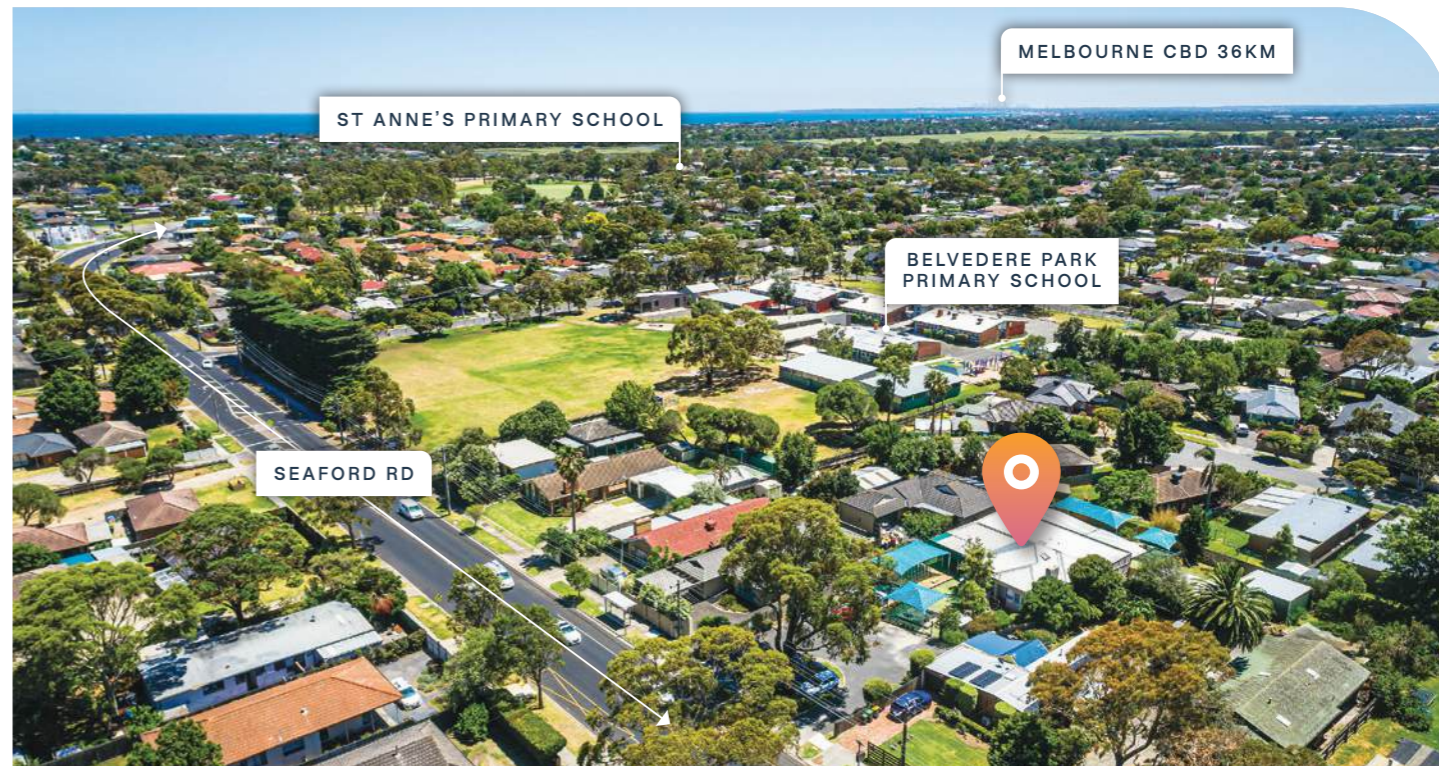 MELBOURNE CBD 36KM
ST ANNE'S PRIMARY SCHOOL
BELVEDERE PARK
PRIMARY SCHOOL
SEAFORD RD